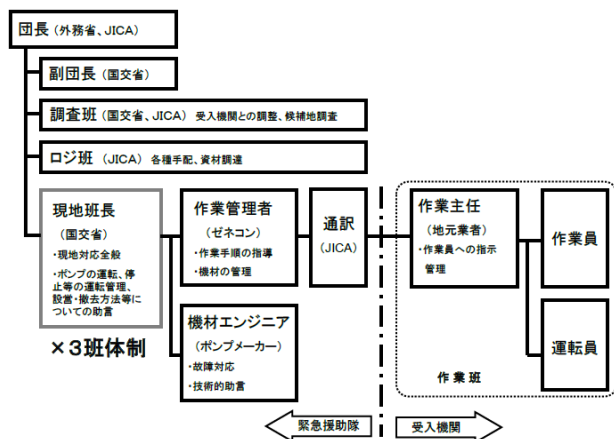 団長(外務省、JICA)
副団長(国交省)
調査班(国交省、JICA) 受入機関との調整、候補地調査
ロジ班 (JICA) 各種手配、資材調達
現地班長
(国交省)
・現地対応全般
・ポンプの運転、停
止等の運転管理、
設営・撤去方法等に
ついての助言
×3班体制
作業管理者
(ゼネコン)
・作業手順の指導
・機材の管理
機材エンジニア
(ポンプメーカー)
・故障対応
・技術的助言
通訳
(JICA)
作業主任
(地元業者)
・作業員への指示
管理
作業員
運転員
作業班
緊急援助隊
受入機関